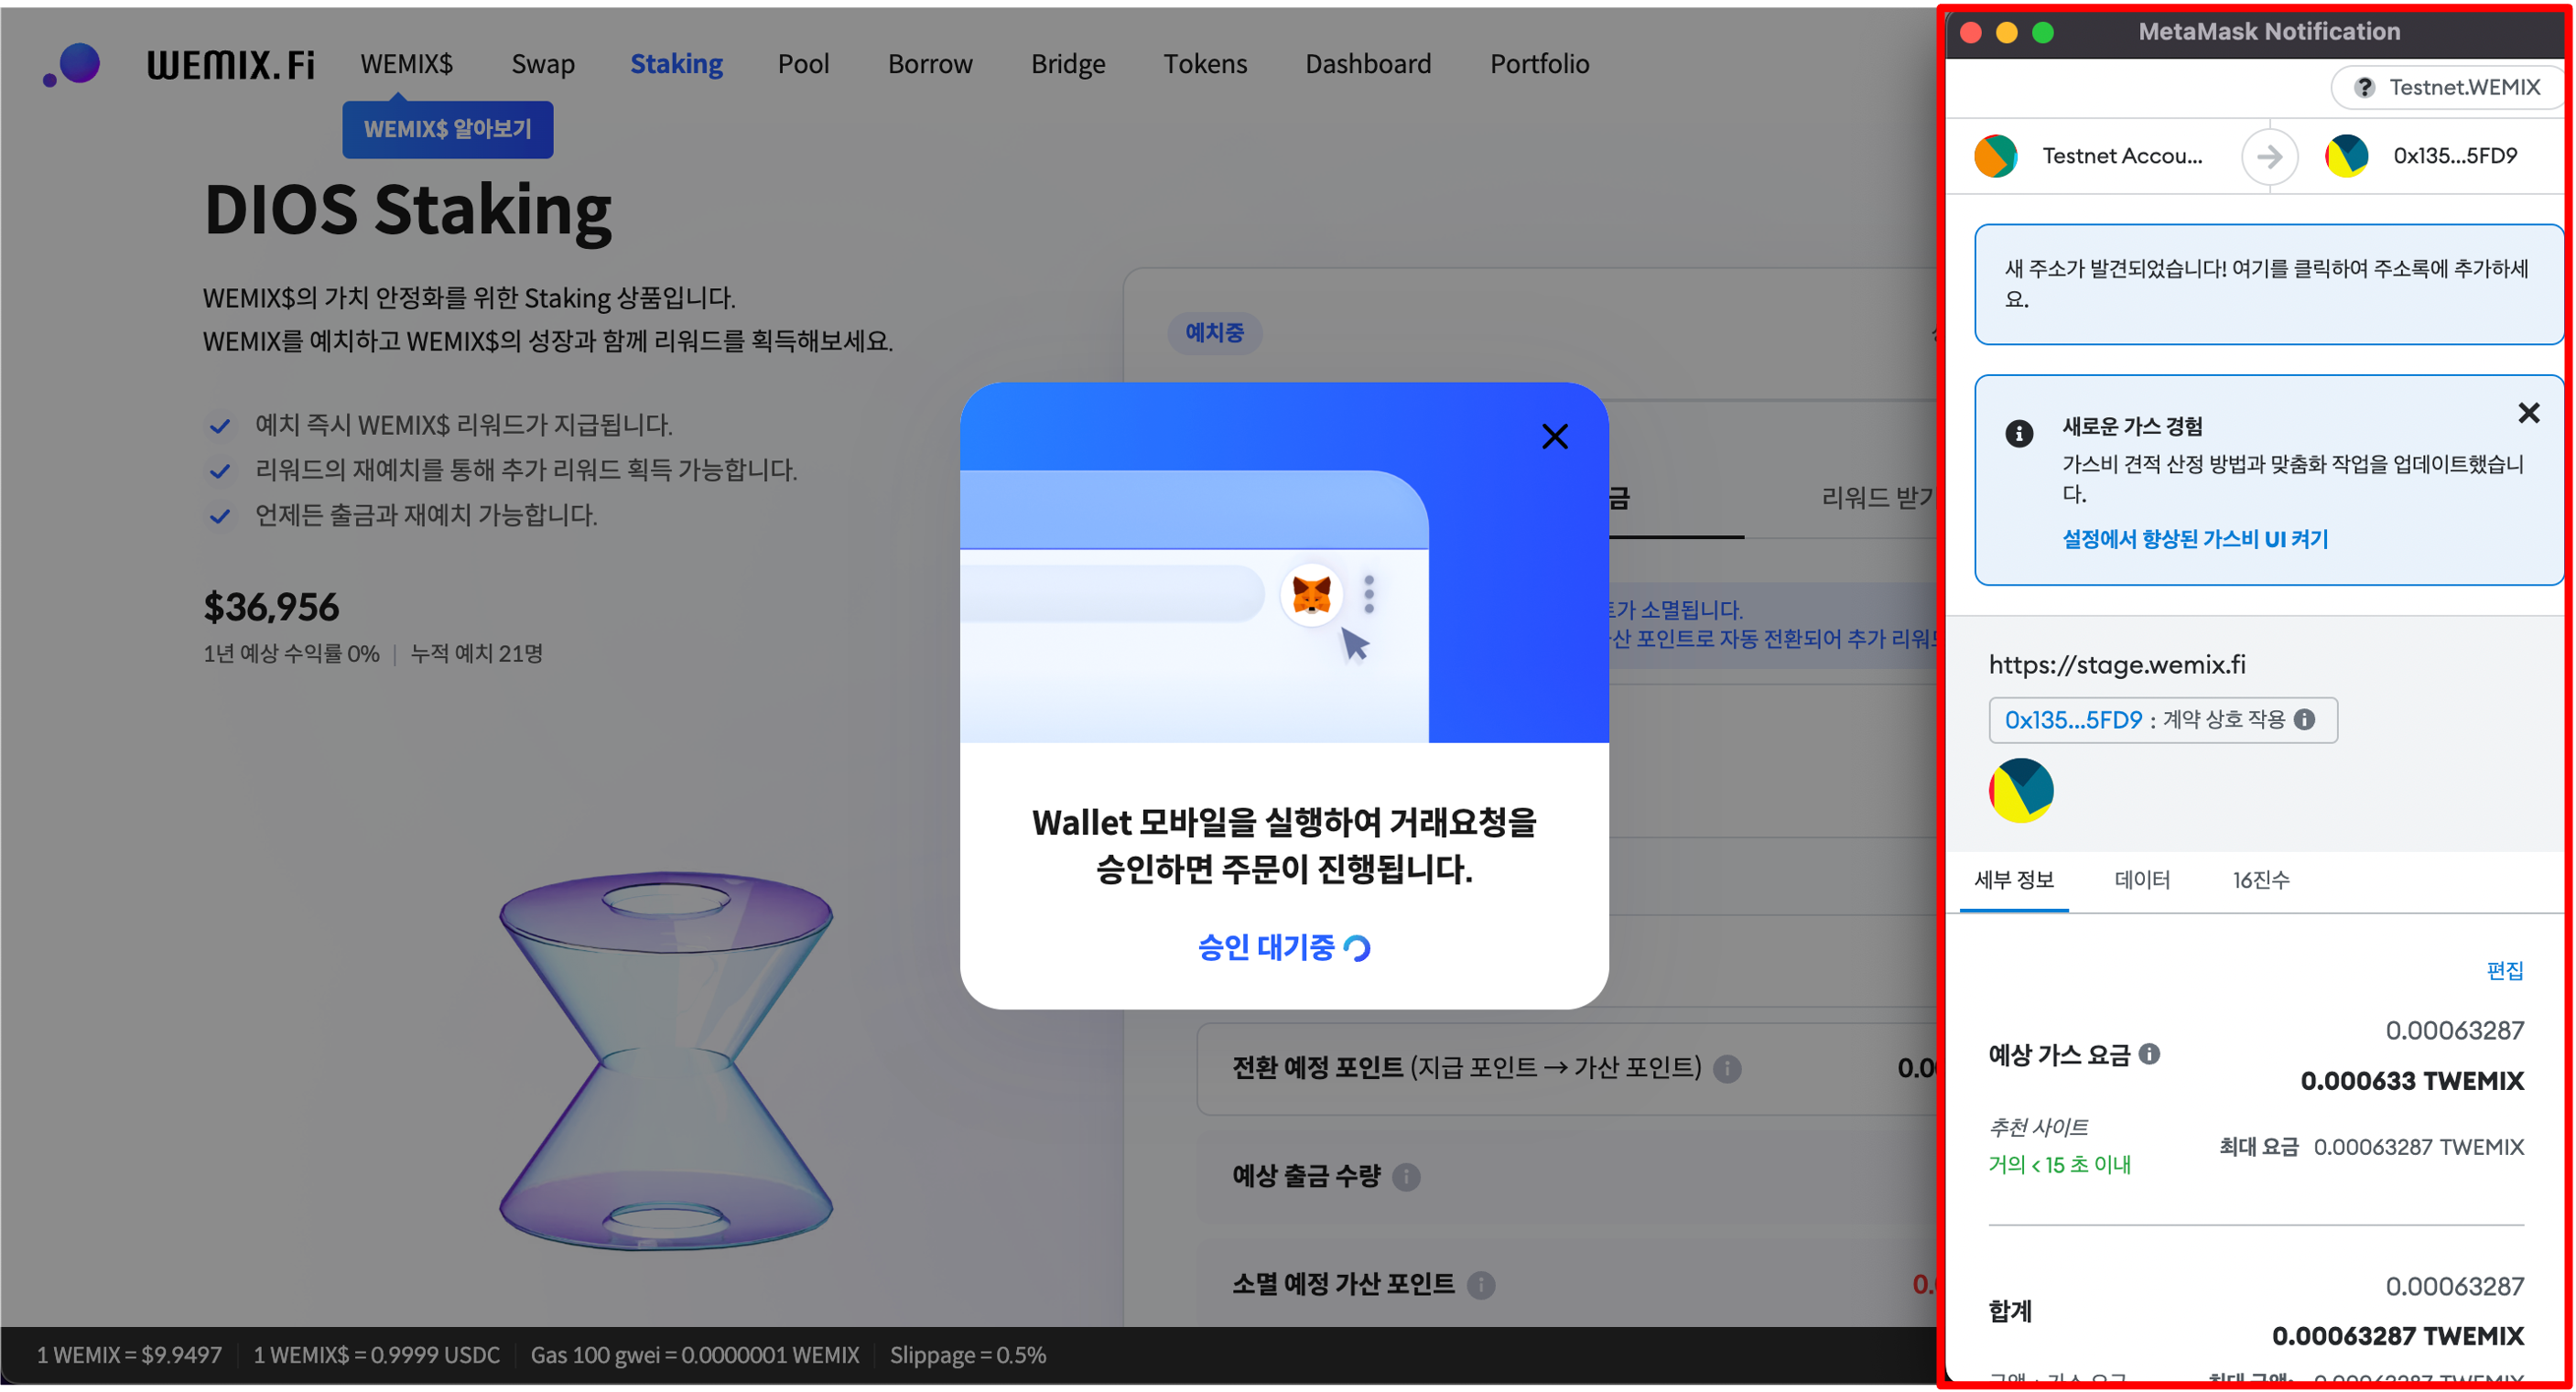 WEMIX.Fi
WEMIX$ Swap Staking Pool Borrow Bridge Tokens Dashboard Portfolio
WEMIX$ 알아보기
DIOS Staking
WEMIX$의 가치 안정화를 위한 Staking 상품입니다.
WEMIX를 예치하고 WEMIX$의 성장과 함께 리워드를 획득해보세요.
예치 즉시 WEMIX$ 리워드가 지급됩니다.
리워드의 재예치를 통해 추가 리워드 획득 가능합니다.
언제든 출금과 재예치 가능합니다.
$36,956
1년 예상 수익률 0% | 누적 예치 21명
예치중
금 리워드 받기
가 소멸됩니다.
산 포인트로 자동 전환되어 추가 리워
Wallet 모바일을 실행하여 거래요청을
승인하면 주문이 진행됩니다.
승인 대기중
전환 예정 포인트 (지급 포인트 → 가산 포인트) 0.0
예상 출금 수량
소멸 예정 가산 포인트 0.
1 WEMIX = $9.9497 1 WEMIX$ = 0.9999 USDC Gas 100 gwei = 0.0000001 WEMIX Slippage = 0.5%
MetaMask Notification
Testnet.WEMIX
Testnet Accou... 0x135...5FD9
새 주소가 발견되었습니다! 여기를 클릭하여 주소록에 추가하세
요.
새로운 가스 경험
가스비 견적 산정 방법과 맞춤화 작업을 업데이트했습니
다.
설정에서 향상된 가스비 UI 켜기
https://stage.wemix.fi
0x135...5FD9 : 계약 상호 작용
세부 정보 데이터 16진수
편집
0.00063287
예상 가스 요금
0.000633 TWEMIX
추천 사이트
거의 < 15 초 이내
최대 요금 0.00063287 TWEMIX
0.00063287
합계
0.00063287 TWEMIX
금액 + 가스 요금 최대 금액: 0.00063287 TWEMIX